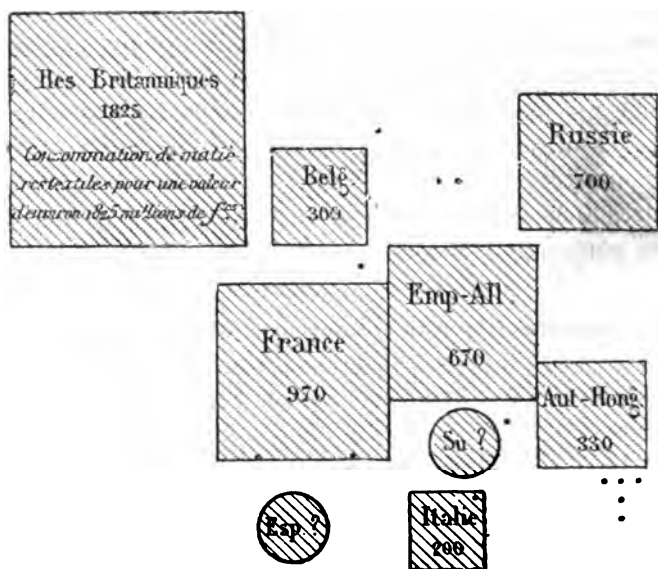 Iles Britanniques
1825
Consommation de matiè-
res textiles pour une valeur
d'environ 1825 millions de fcs
Russie
700
Belg.
300
Emp-All.
670
France
970
Aut-Hong
330
Su ?
Esp ?
Italie
200